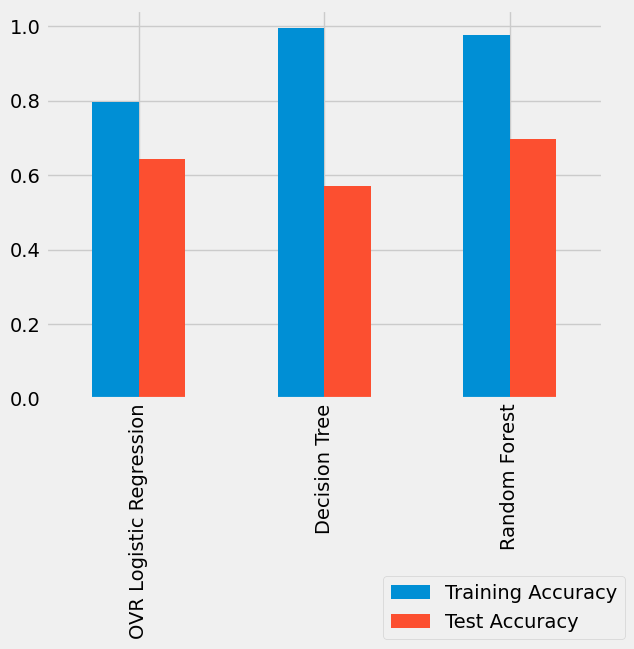 1.0
0.8
0.6
0.4
0.2
0.0
OVR Logistic Regression
Decision Tree
Random Forest
Training Accuracy
Test Accuracy